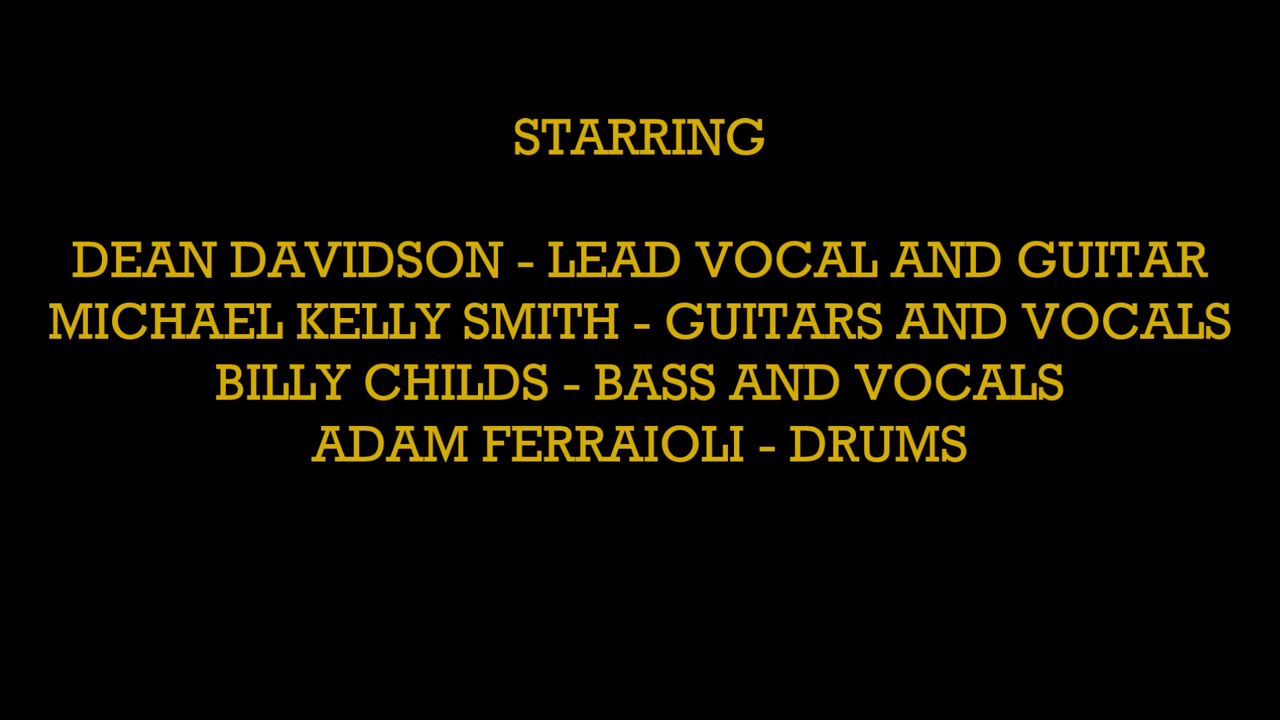 STARRING
DEAN DAVIDSON - LEAD VOCAL AND GUITAR
MICHAEL KELLY SMITH - GUITARS AND VOCALS
BILLY CHILDS - BASS AND VOCALS
ADAM FERRAIOLI - DRUMS